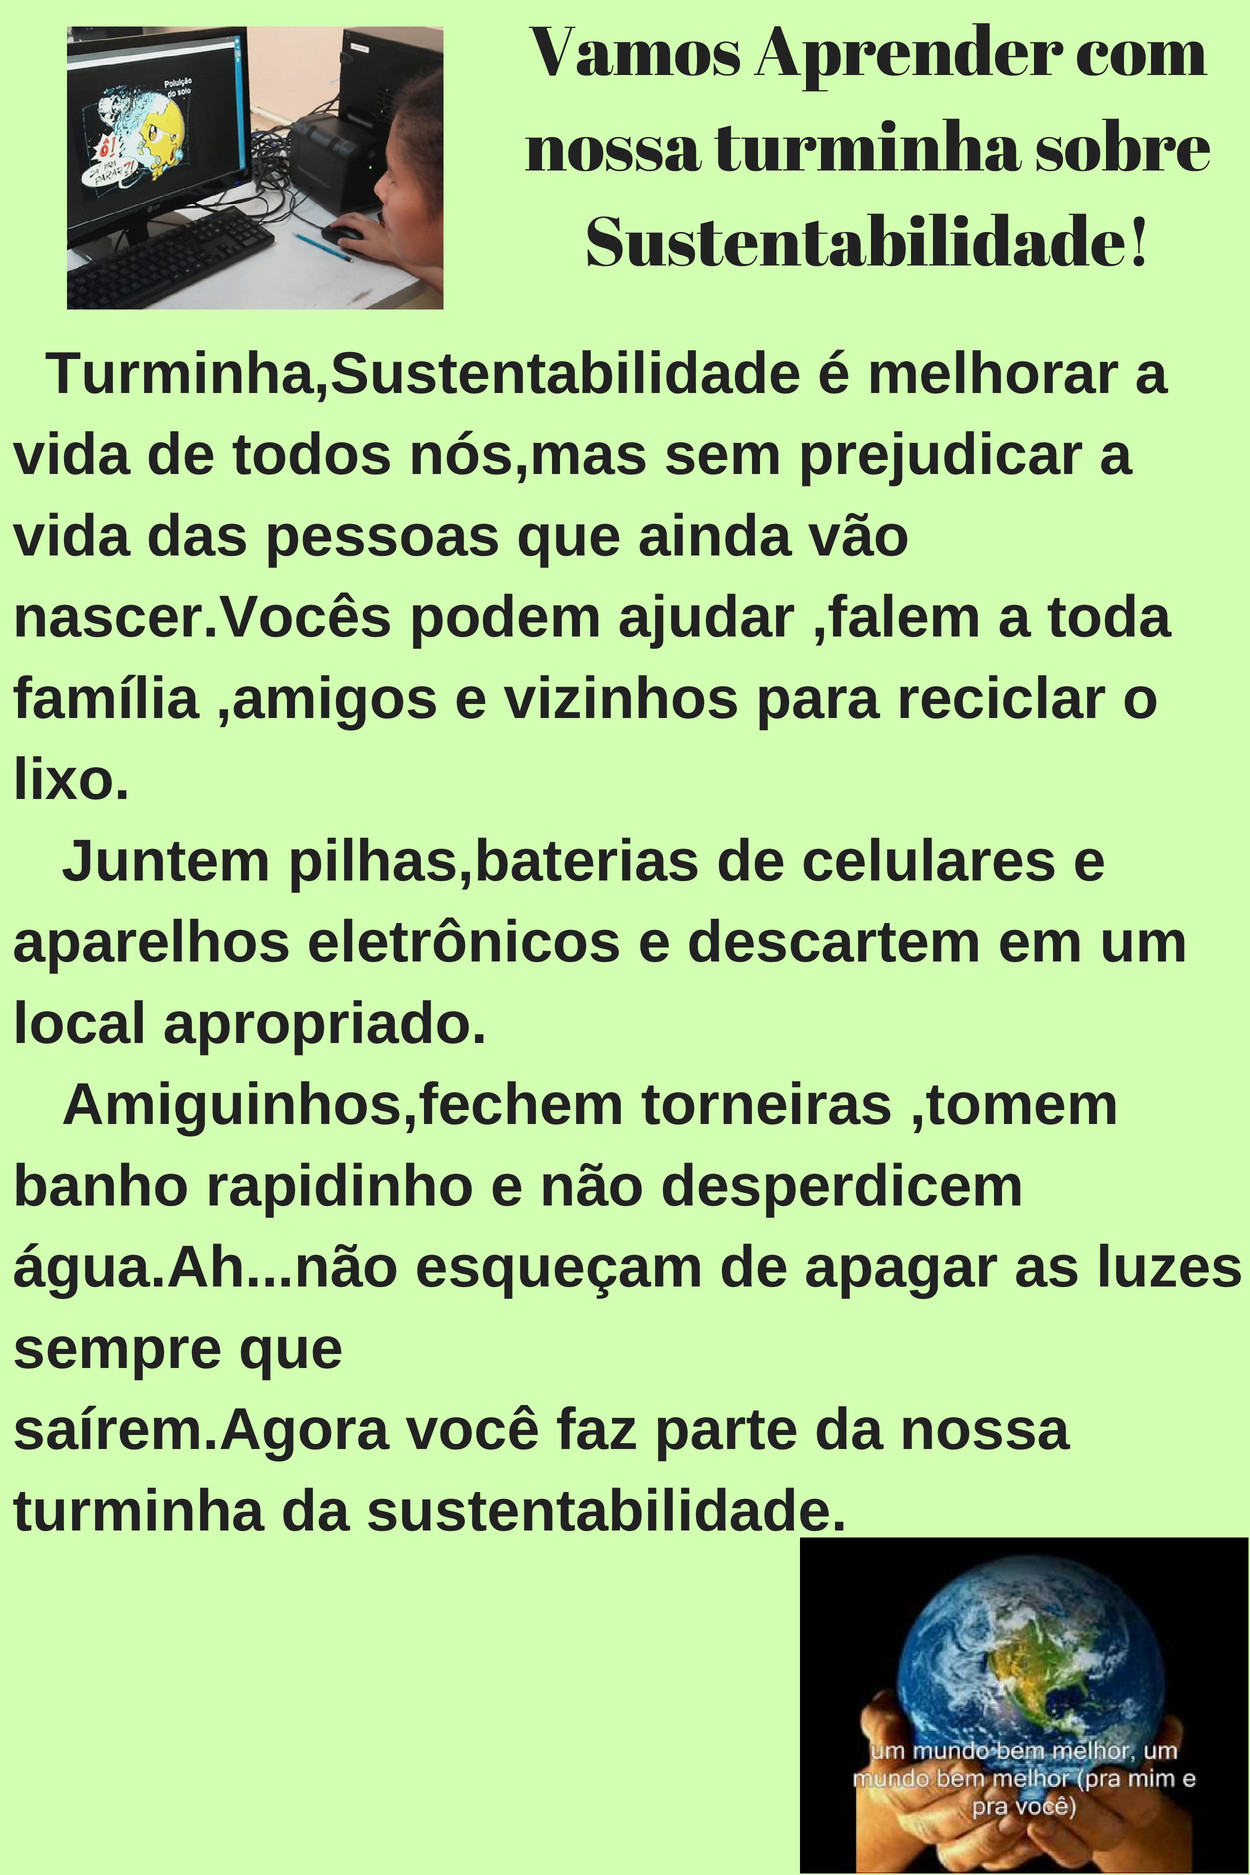 Poluição
do solo
ô!
DÁ PRA
PARAR?!
LG
Vamos Aprender com
nossa turminha sobre
Sustentabilidade!
Turminha,Sustentabilidade é melhorar a
vida de todos nós,mas sem prejudicar a
vida das pessoas que ainda vão
nascer.Vocês podem ajudar ,falem a toda
família ,amigos e vizinhos para reciclar o
lixo.
Juntem pilhas,baterias de celulares e
aparelhos eletrônicos e descartem em um
local apropriado.
Amiguinhos,fechem torneiras ,tomem
banho rapidinho e não desperdicem
água.Ah...não esqueçam de apagar as luzes
sempre que
saírem.Agora você faz parte da nossa
turminha da sustentabilidade.
um mundo bem melhor, um
mundo bem melhor (pra mim e
pra você)